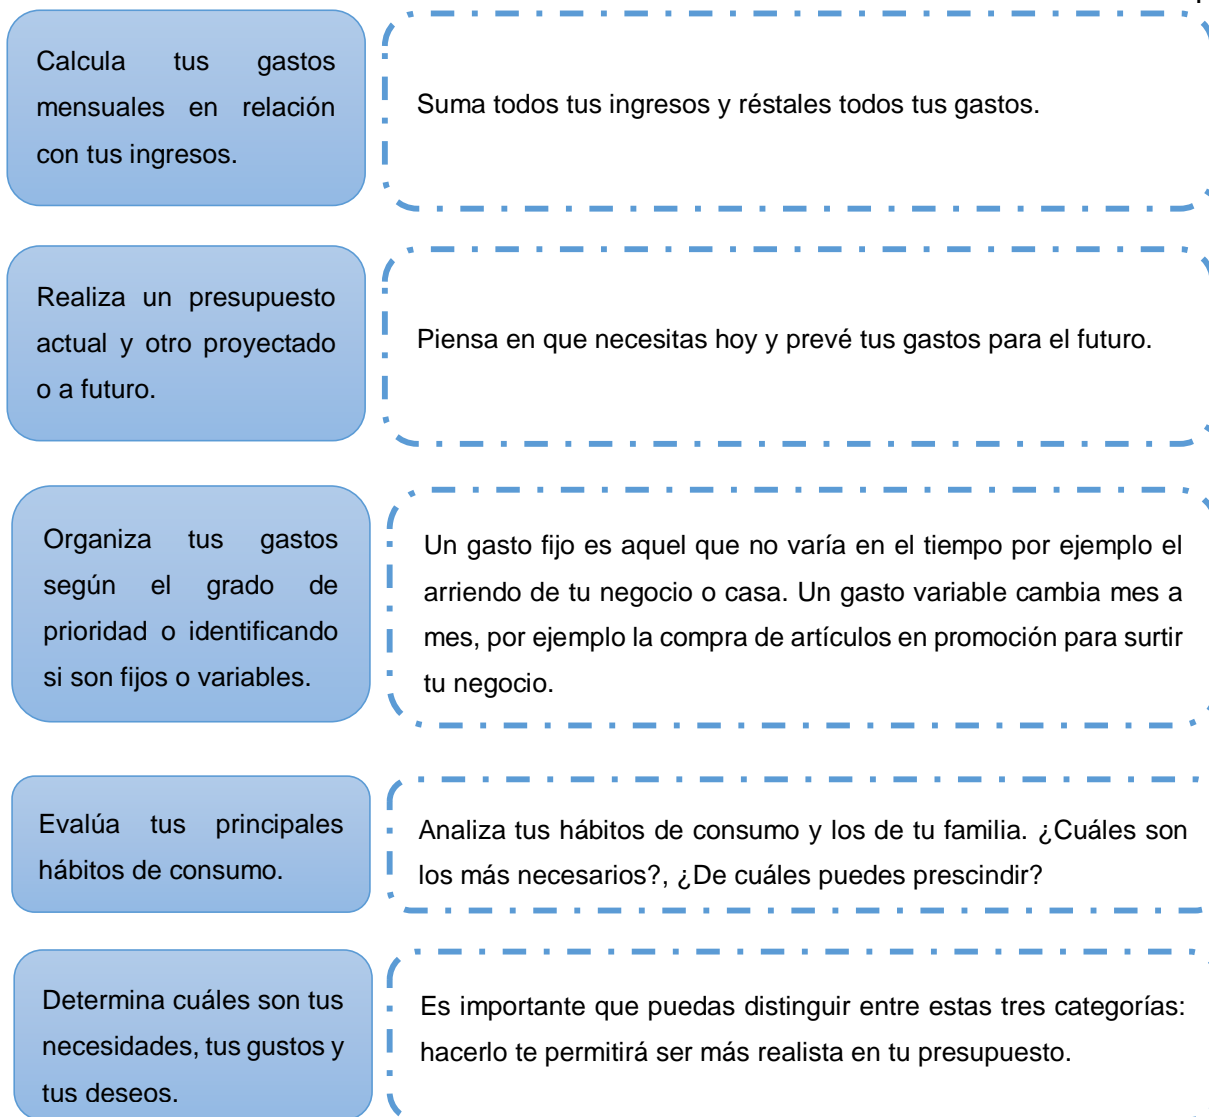 Calcula tus gastos
mensuales en relación
con tus ingresos.
Suma todos tus ingresos y réstales todos tus gastos.
Realiza un presupuesto
actual y otro proyectado
o a futuro.
Piensa en que necesitas hoy y prevé tus gastos para el futuro.
Organiza tus gastos
según el grado de
prioridad o identificando
si son fijos o variables.
Un gasto fijo es aquel que no varía en el tiempo por ejemplo el
arriendo de tu negocio o casa. Un gasto variable cambia mes a
mes, por ejemplo la compra de artículos en promoción para surtir
tu negocio.
Evalúa tus principales
hábitos de consumo.
Analiza tus hábitos de consumo y los de tu familia. ¿Cuáles son
los más necesarios?, ¿De cuáles puedes prescindir?
Determina cuáles son tus
necesidades, tus gustos y
tus deseos.
Es importante que puedas distinguir entre estas tres categorías:
hacerlo te permitirá ser más realista en tu presupuesto.